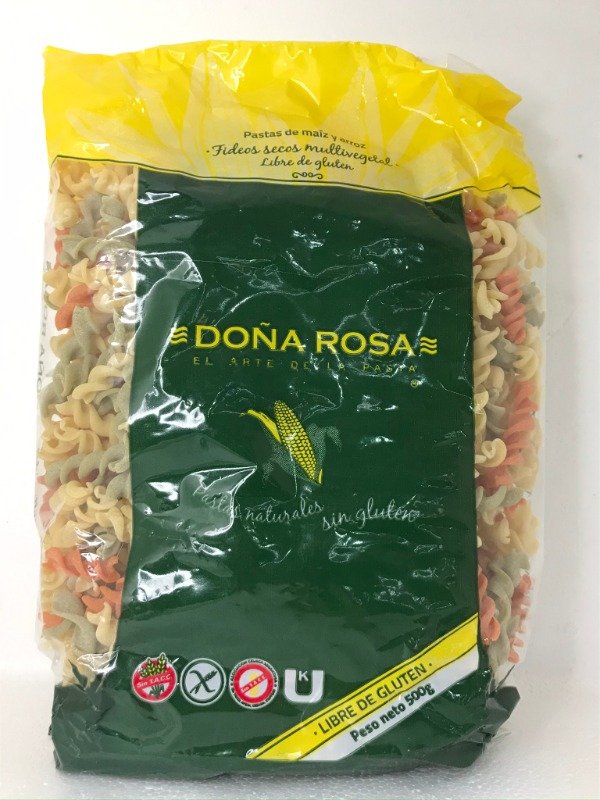 Pastas de maíz y arroz
·Fideos secos multivegetal·
Libre de gluten
DOÑA ROSA
EL ARTE DE LA PASTA
®
naturales
sin gluten
Sin T.A.C.C.
K
U
· LIBRE DE GLUTEN ·
Peso neto 500g